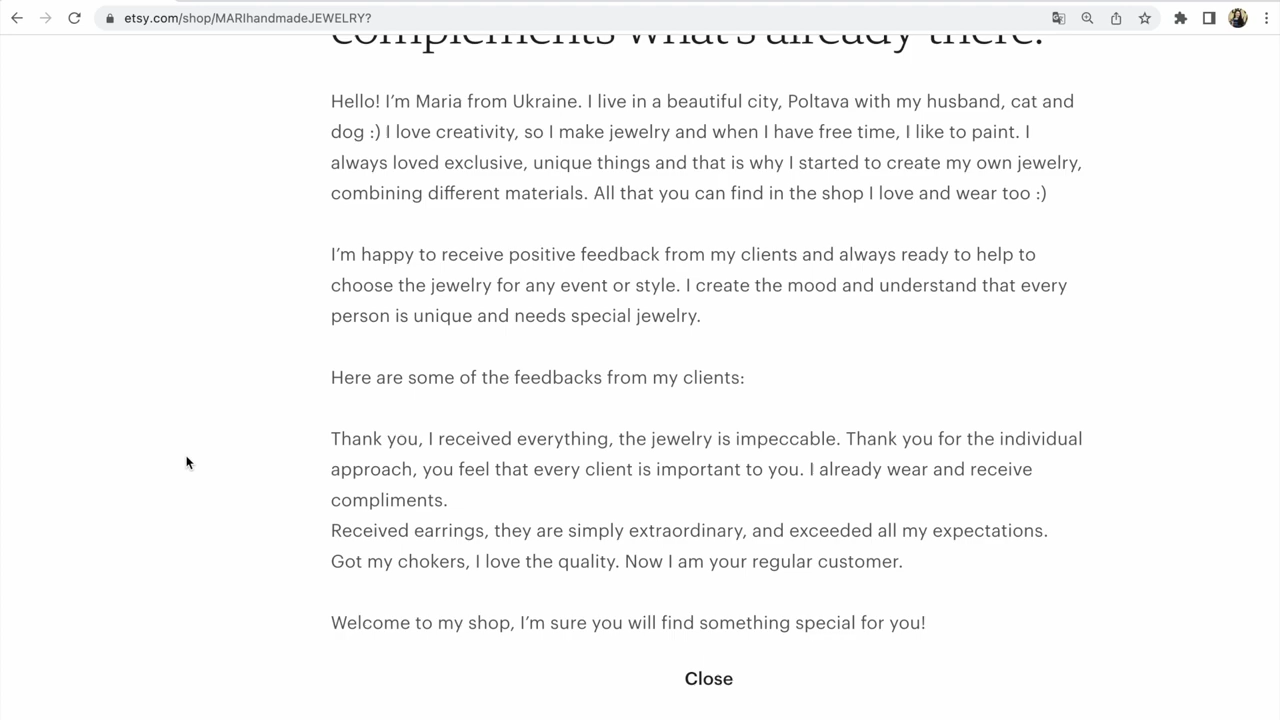 etsy.com/shop/MARIhandmadeJEWELRY?
complements what's already there.
Hello! I'm Maria from Ukraine. I live in a beautiful city, Poltava with my husband, cat and
dog :) I love creativity, so I make jewelry and when I have free time, I like to paint. I
always loved exclusive, unique things and that is why I started to create my own jewelry,
combining different materials. All that you can find in the shop I love and wear too :)
I'm happy to receive positive feedback from my clients and always ready to help to
choose the jewelry for any event or style. I create the mood and understand that every
person is unique and needs special jewelry.
Here are some of the feedbacks from my clients:
Thank you, I received everything, the jewelry is impeccable. Thank you for the individual
approach, you feel that every client is important to you. I already wear and receive
compliments.
Received earrings, they are simply extraordinary, and exceeded all my expectations.
Got my chokers, I love the quality. Now I am your regular customer.
Welcome to my shop, I'm sure you will find something special for you!
Close